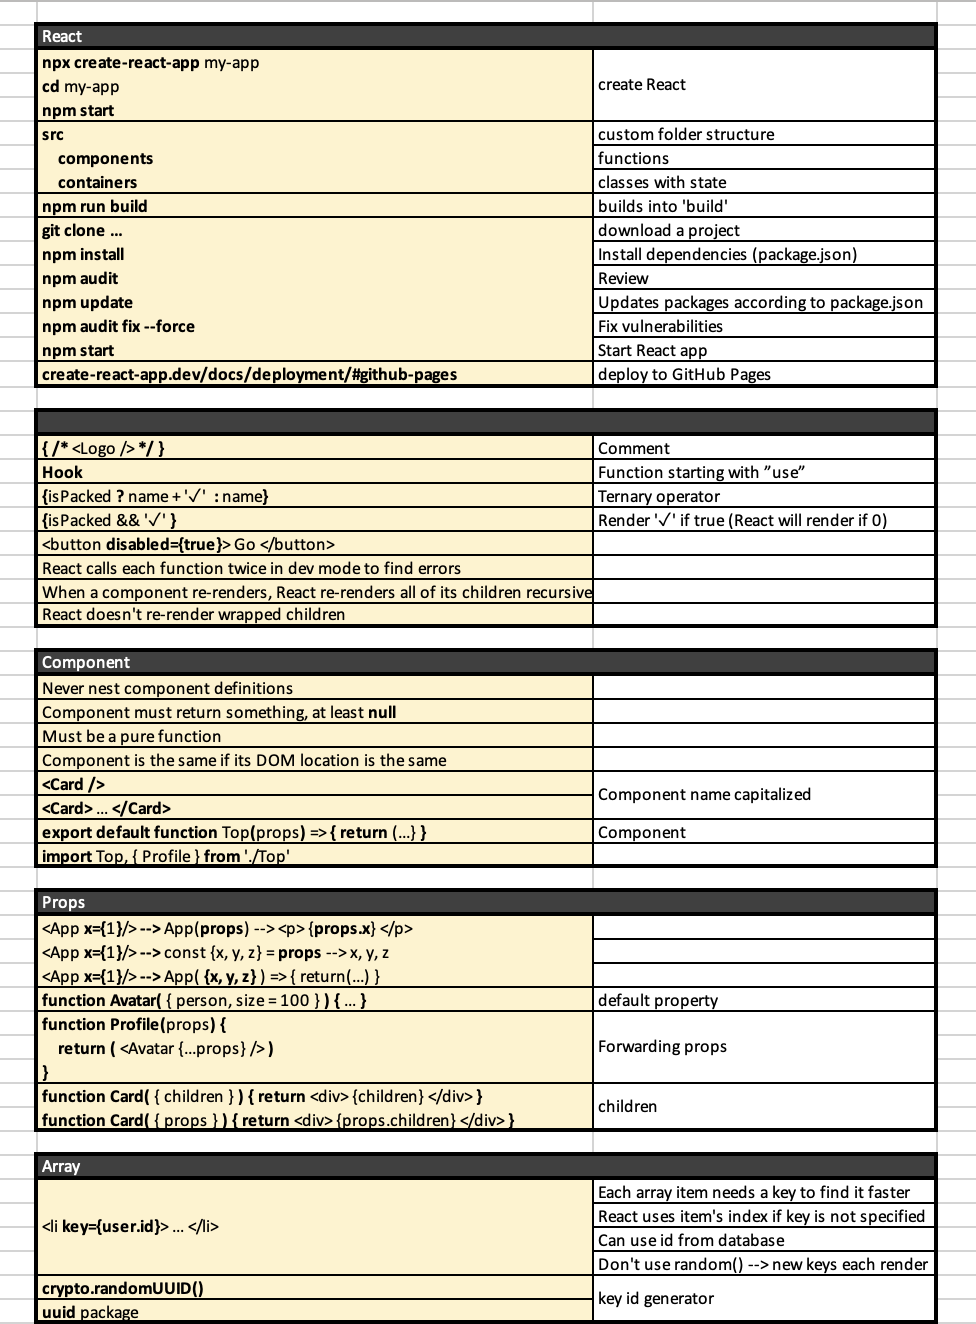 React
npx create-react-app my-app
cd my-app
npm start
create React
src
custom folder structure
components
functions
containers
classes with state
npm run build
builds into 'build'
git clone ...
download a project
npm install
Install dependencies (package.json)
npm audit
Review
npm update
Updates packages according to package.json
npm audit fix --force
Fix vulnerabilities
npm start
Start React app
create-react-app.dev/docs/deployment/#github-pages
deploy to GitHub Pages
{ /* <Logo /> */ }
Comment
Hook
Function starting with ”use”
{isPacked ? name + '✓' : name}
Ternary operator
{isPacked && '✓' }
Render '✓' if true (React will render if 0)
<button disabled={true}> Go </button>
React calls each function twice in dev mode to find errors
When a component re-renders, React re-renders all of its children recursive
React doesn't re-render wrapped children
Component
Never nest component definitions
Component must return something, at least null
Must be a pure function
Component is the same if its DOM location is the same
<Card />
<Card> ... </Card>
Component name capitalized
export default function Top(props) => { return (...} }
Component
import Top, { Profile } from './Top'
Props
<App x={1}/> --> App(props) --> <p> {props.x} </p>
<App x={1}/> --> const {x, y, z} = props --> x, y, z
<App x={1}/> --> App( {x, y, z} ) => { return(...) }
function Avatar( { person, size = 100 } ) { ... }
default property
function Profile(props) {
return ( <Avatar {...props} /> )
}
Forwarding props
function Card( { children } ) { return <div> {children} </div> }
function Card( { props } ) { return <div> {props.children} </div> }
children
Array
<li key={user.id}> ... </li>
Each array item needs a key to find it faster
React uses item's index if key is not specified
Can use id from database
Don't use random() --> new keys each render
crypto.randomUUID()
uuid package
key id generator